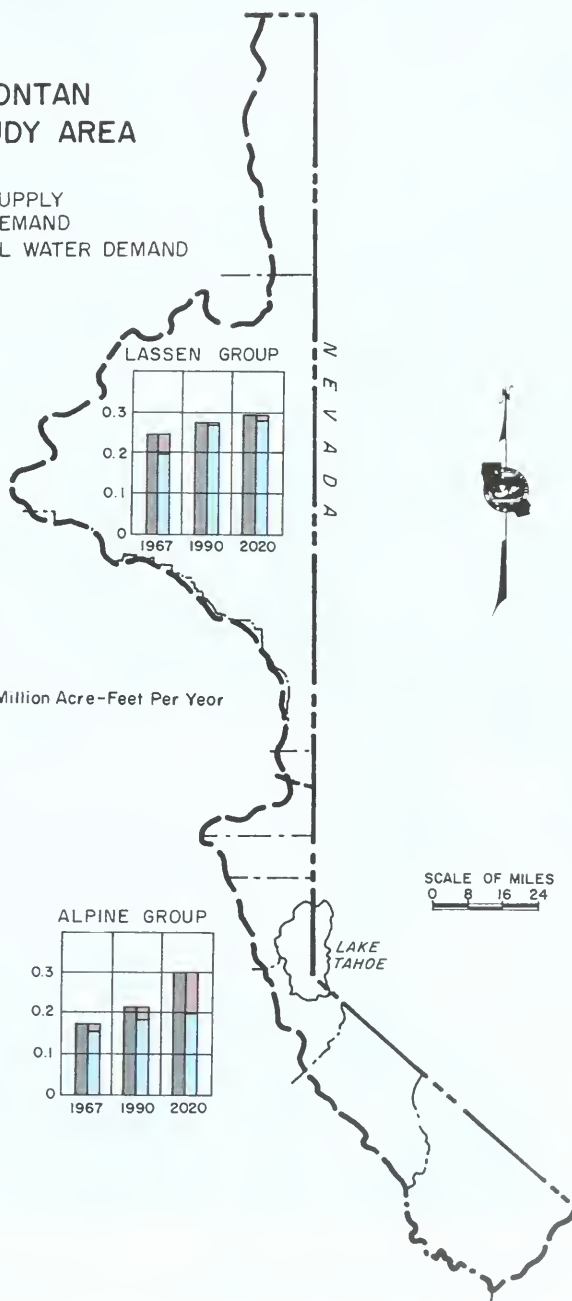 ONTAN
UDY AREA
UPPLY
EMAND
L WATER DEMAND
LASSEN GROUP
0.3
0.2
0.1
0
1967 1990 2020
NEVADA
N
Million Acre-Feet Per Year
SCALE OF MILES
0 8 16 24
ALPINE GROUP
0.3
0.2
0.1
0
1967 1990 2020
LAKE
TAHOE